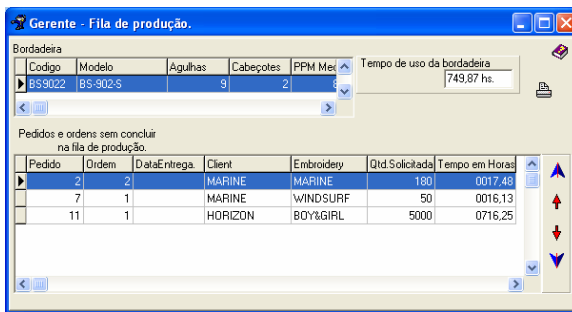 Gerente - Fila de produção.
Bordadeira
Codigo Modelo Agulhas Cabeçotes PPM
BS9022 BS-902-S 9 2
Tempo de uso da bordadeira
749,87 hs.
Pedidos e ordens sem concluir
na fila de produção.
Pedido Ordem DataEntrega. Client Embroidery Qtd.Solicitada Tempo em Horas
2 2 MARINE MARINE 180 0017,48
7 1 MARINE WINDSURF 50 0016,13
11 1 HORIZON BOY&GIRL 5000 0716,25